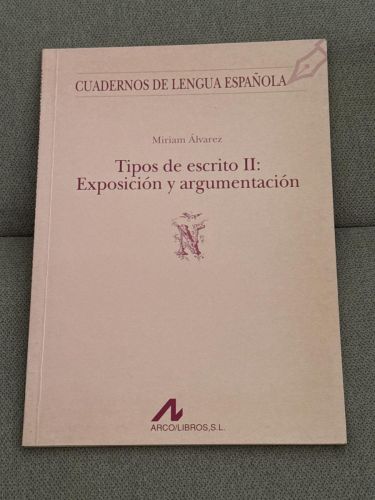 CUADERNOS DE LENGUA ESPAÑOLA
Miriam Álvarez
Tipos de escrito II:
Exposición y argumentación
Ñ
ARCO/LIBROS, S.L.